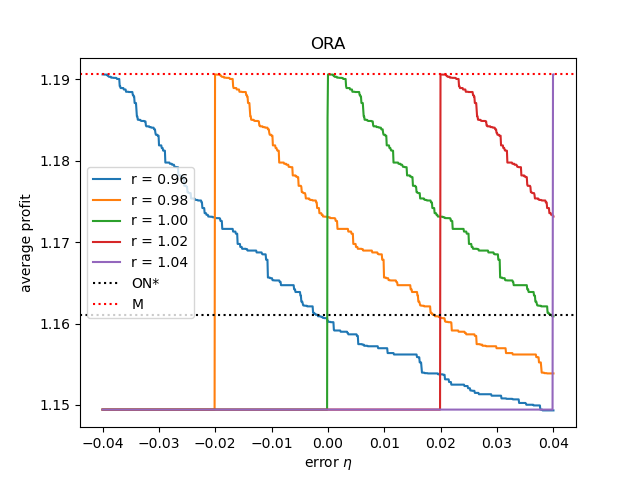 ORA
average profit
1.19
1.18
1.17
1.16
1.15
r = 0.96
r = 0.98
r = 1.00
r = 1.02
r = 1.04
ON*
M
−0.04 −0.03 −0.02 −0.01 0.00 0.01 0.02 0.03 0.04
error η